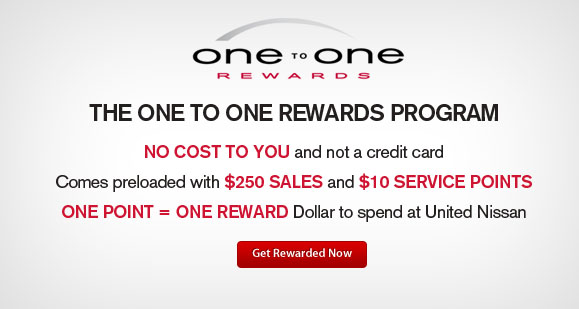 one TO one
REWARDS
THE ONE TO ONE REWARDS PROGRAM
NO COST TO YOU and not a credit card
Comes preloaded with $250 SALES and $10 SERVICE POINTS
ONE POINT = ONE REWARD Dollar to spend at United Nissan
Get Rewarded Now